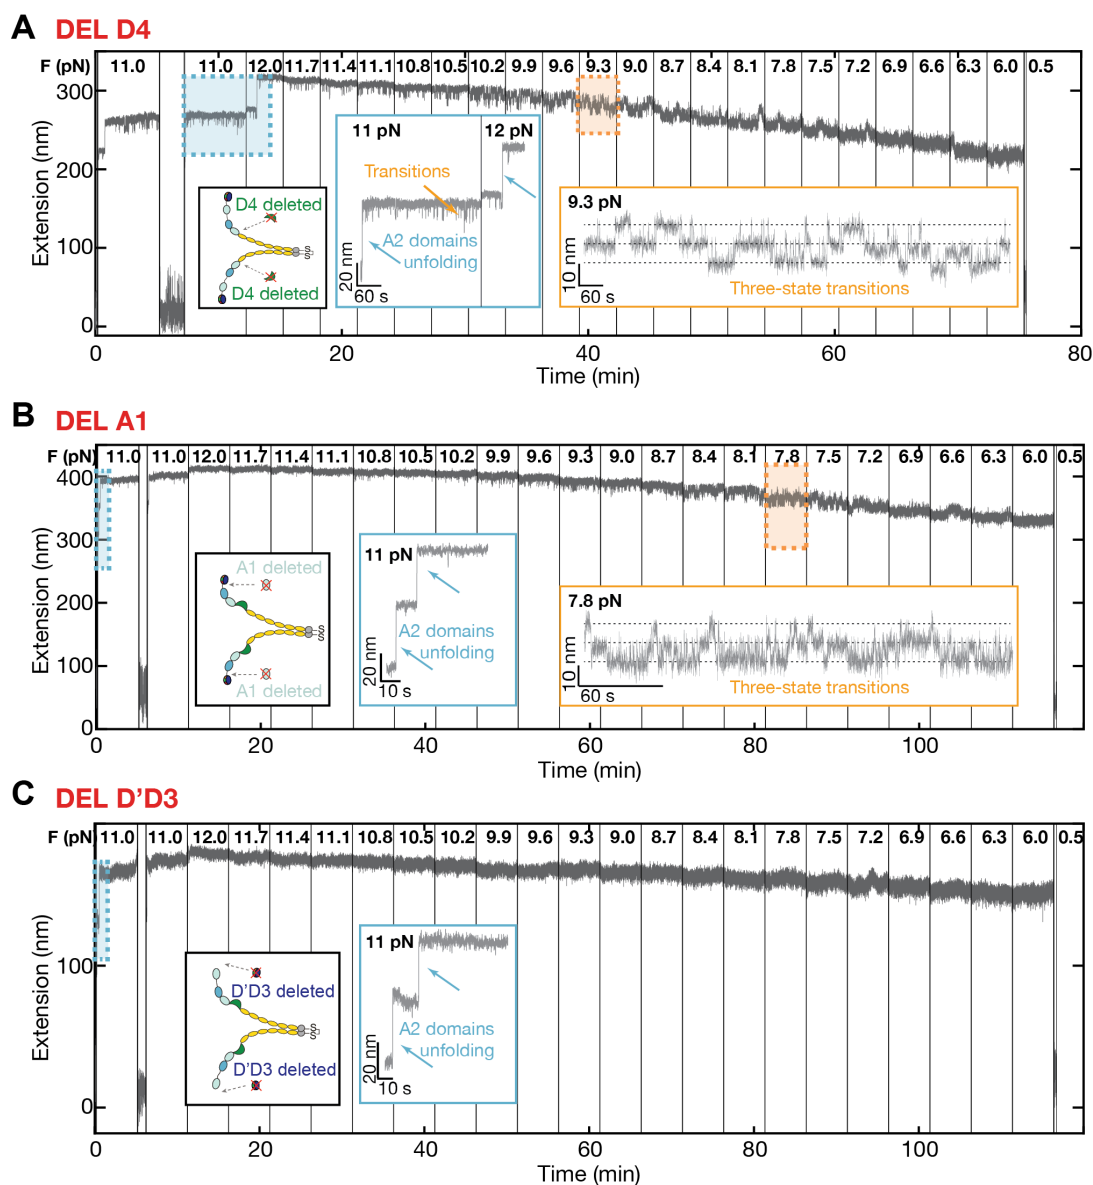 A DEL D4
F (pN) 11.0 11.0 12.0 11.7 11.4 11.1 10.8 10.5 10.2 9.9 9.6 9.3 9.0 8.7 8.4 8.1 7.8 7.5 7.2 6.9 6.6 6.3 6.0 0.5
Extension (nm)
300
200
100
0
11 pN 12 pN
Transitions
A2 domains
unfolding
20 nm
60 s
D4 deleted
S
S
D4 deleted
9.3 pN
10 nm
60 s
Three-state transitions
0 20 40 60 80
Time (min)
B DEL A1
F (pN) 11.0 11.0 12.0 11.7 11.4 11.1 10.8 10.5 10.2 9.9 9.6 9.3 9.0 8.7 8.4 8.1 7.8 7.5 7.2 6.9 6.6 6.3 6.0 0.5
Extension (nm)
400
300
200
100
0
A1 deleted
S
S
A1 deleted
11 pN
A2 domains
unfolding
20 nm
10 s
7.8 pN
10 nm
60 s
Three-state transitions
0 20 40 60 80 100
Time (min)
C DEL D’D3
F (pN) 11.0 11.0 12.0 11.7 11.4 11.1 10.8 10.5 10.2 9.9 9.6 9.3 9.0 8.7 8.4 8.1 7.8 7.5 7.2 6.9 6.6 6.3 6.0 0.5
Extension (nm)
100
0
D’D3 deleted
S
S
D’D3 deleted
11 pN
A2 domains
unfolding
20 nm
10 s
0 20 40 60 80 100
Time (min)